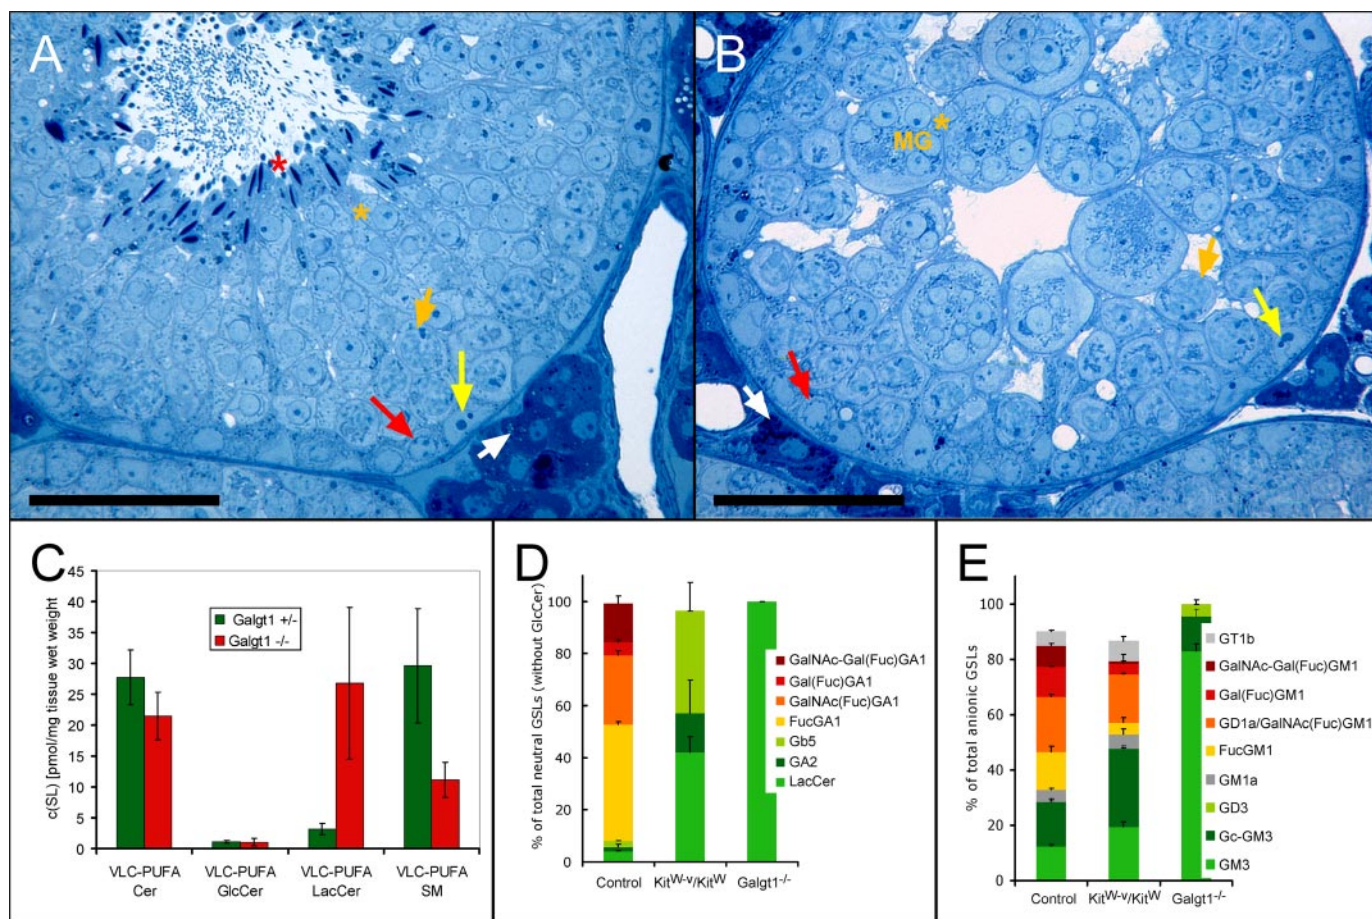 A
B
MG
*
*
*
C
c(SL) [pmol/mg tissue wet weight]
45
40
35
30
25
20
15
10
5
0
Galgt1 +/-
Galgt1 -/-
VLC-PUFA Cer
VLC-PUFA GlcCer
VLC-PUFA LacCer
VLC-PUFA SM
D
% of total neutral GSLs (without GlcCer)
100
80
60
40
20
0
Control
Kit^W-v/Kit^W
Galgt1^-/-
GalNAc-Gal(Fuc)GA1
Gal(Fuc)GA1
GalNAc(Fuc)GA1
FucGA1
Gb5
GA2
LacCer
E
% of total anionic GSLs
100
80
60
40
20
0
Control
Kit^W-v/Kit^W
Galgt1^-/-
GT1b
GalNAc-Gal(Fuc)GM1
Gal(Fuc)GM1
GD1a/GalNAc(Fuc)GM1
FucGM1
GM1a
GD3
Gc-GM3
GM3